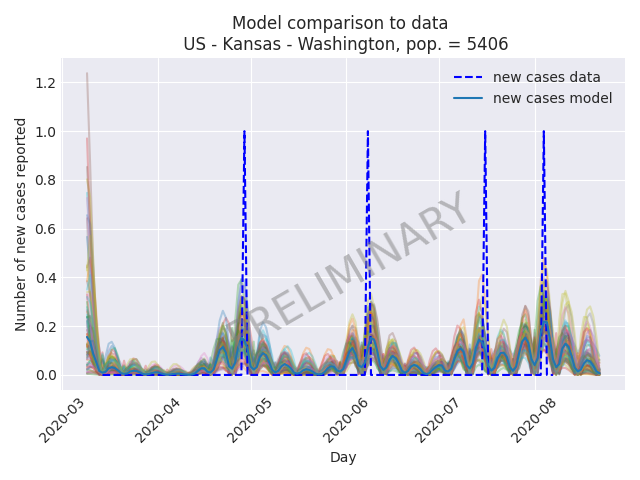 Model comparison to data
US - Kansas - Washington, pop. = 5406
new cases data
new cases model
Number of new cases reported
1.2
1.0
0.8
0.6
0.4
0.2
0.0
PRELIMINARY
2020-03
2020-04
2020-05
2020-06
2020-07
2020-08
Day